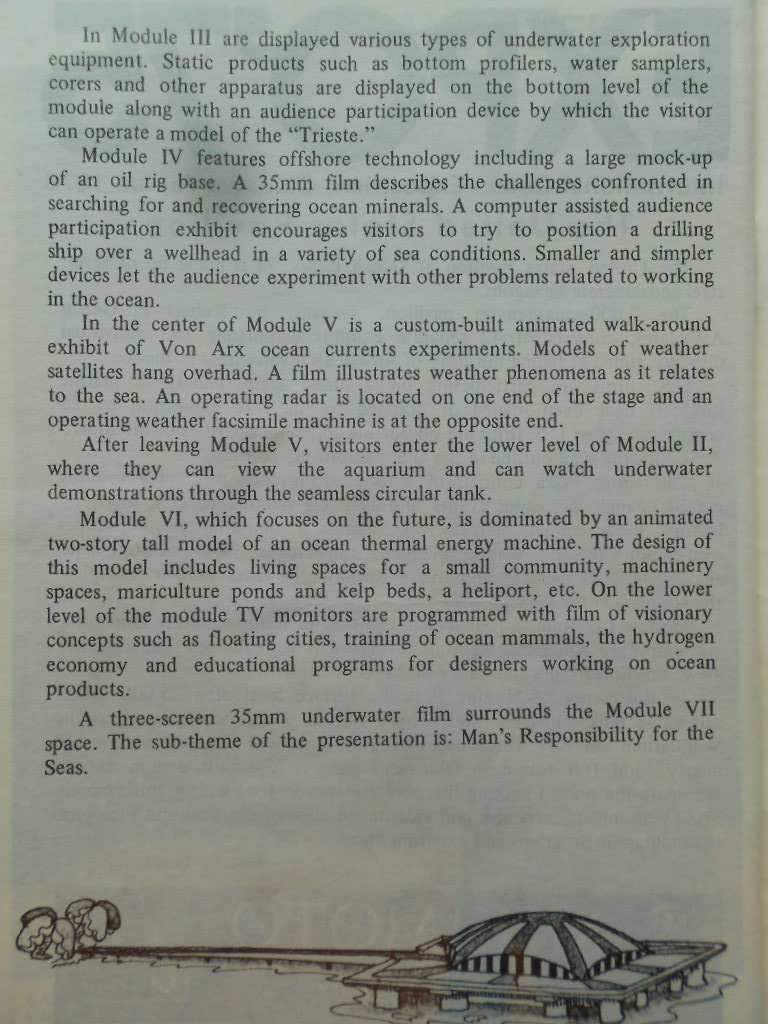 In Module III are displayed various types of underwater exploration
equipment. Static products such as bottom profilers, water samplers,
corers and other apparatus are displayed on the bottom level of the
module along with an audience participation device by which the visitor
can operate a model of the “Trieste.”
Module IV features offshore technology including a large mock-up
of an oil rig base. A 35mm film describes the challenges confronted in
searching for and recovering ocean minerals. A computer assisted audience
participation exhibit encourages visitors to try to position a drilling
ship over a wellhead in a variety of sea conditions. Smaller and simpler
devices let the audience experiment with other problems related to working
in the ocean.
In the center of Module V is a custom-built animated walk-around
exhibit of Von Arx ocean currents experiments. Models of weather
satellites hang overhad. A film illustrates weather phenomena as it relates
to the sea. An operating radar is located on one end of the stage and an
operating weather facsimile machine is at the opposite end.
After leaving Module V, visitors enter the lower level of Module II,
where they can view the aquarium and can watch underwater
demonstrations through the seamless circular tank.
Module VI, which focuses on the future, is dominated by an animated
two-story tall model of an ocean thermal energy machine. The design of
this model includes living spaces for a small community, machinery
spaces, mariculture ponds and kelp beds, a heliport, etc. On the lower
level of the module TV monitors are programmed with film of visionary
concepts such as floating cities, training of ocean mammals, the hydrogen
economy and educational programs for designers working on ocean
products.
A three-screen 35mm underwater film surrounds the Module VII
space. The sub-theme of the presentation is: Man’s Responsibility for the
Seas.